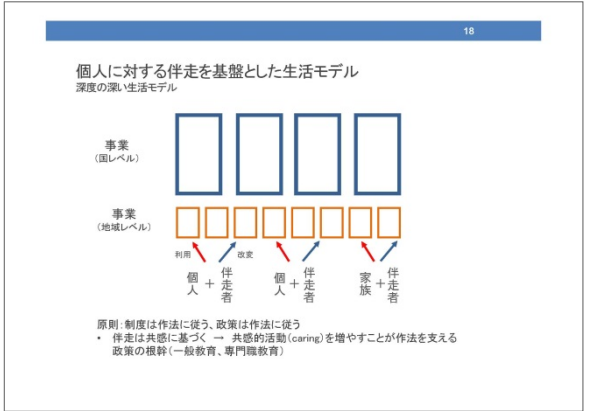 18
個人に対する伴走を基盤とした生活モデル
深度の深い生活モデル
事業
(国レベル)
事業
(地域レベル)
利用
改変
個人 + 伴走者
個人 + 伴走者
家族 + 伴走者
原則:制度は作法に従う、政策は作法に従う
• 伴走は共感に基づく → 共感的活動(caring)を増やすことが作法を支える
政策の根幹(一般教育、専門職教育)